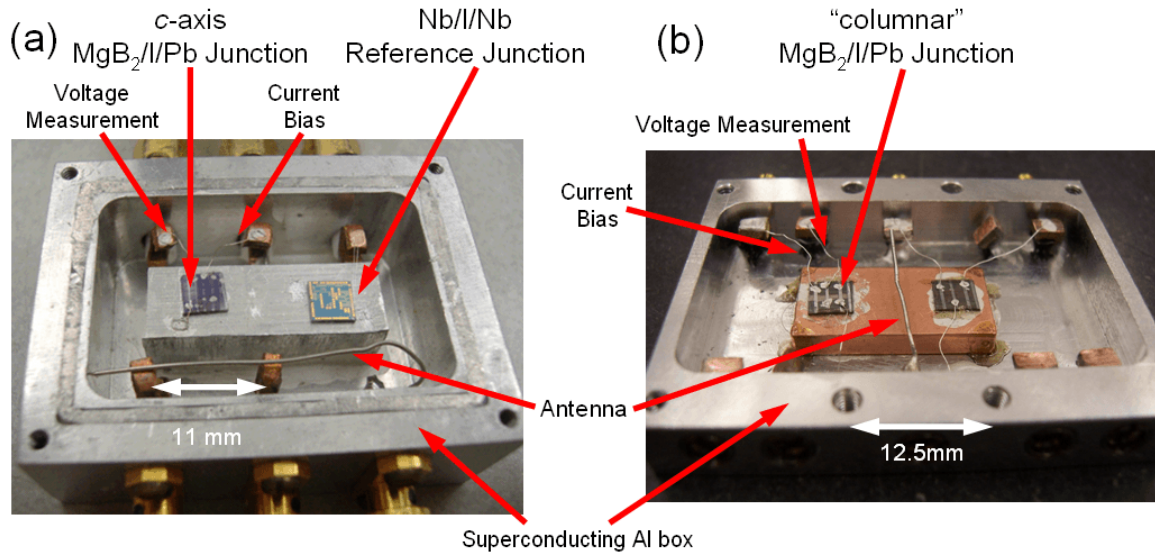 (a)
c-axis
MgB₂/I/Pb Junction
Nb/I/Nb
Reference Junction
Voltage
Measurement
Current
Bias
11 mm
(b)
"columnar"
MgB₂/I/Pb Junction
Voltage Measurement
Current
Bias
12.5mm
Antenna
Superconducting Al box